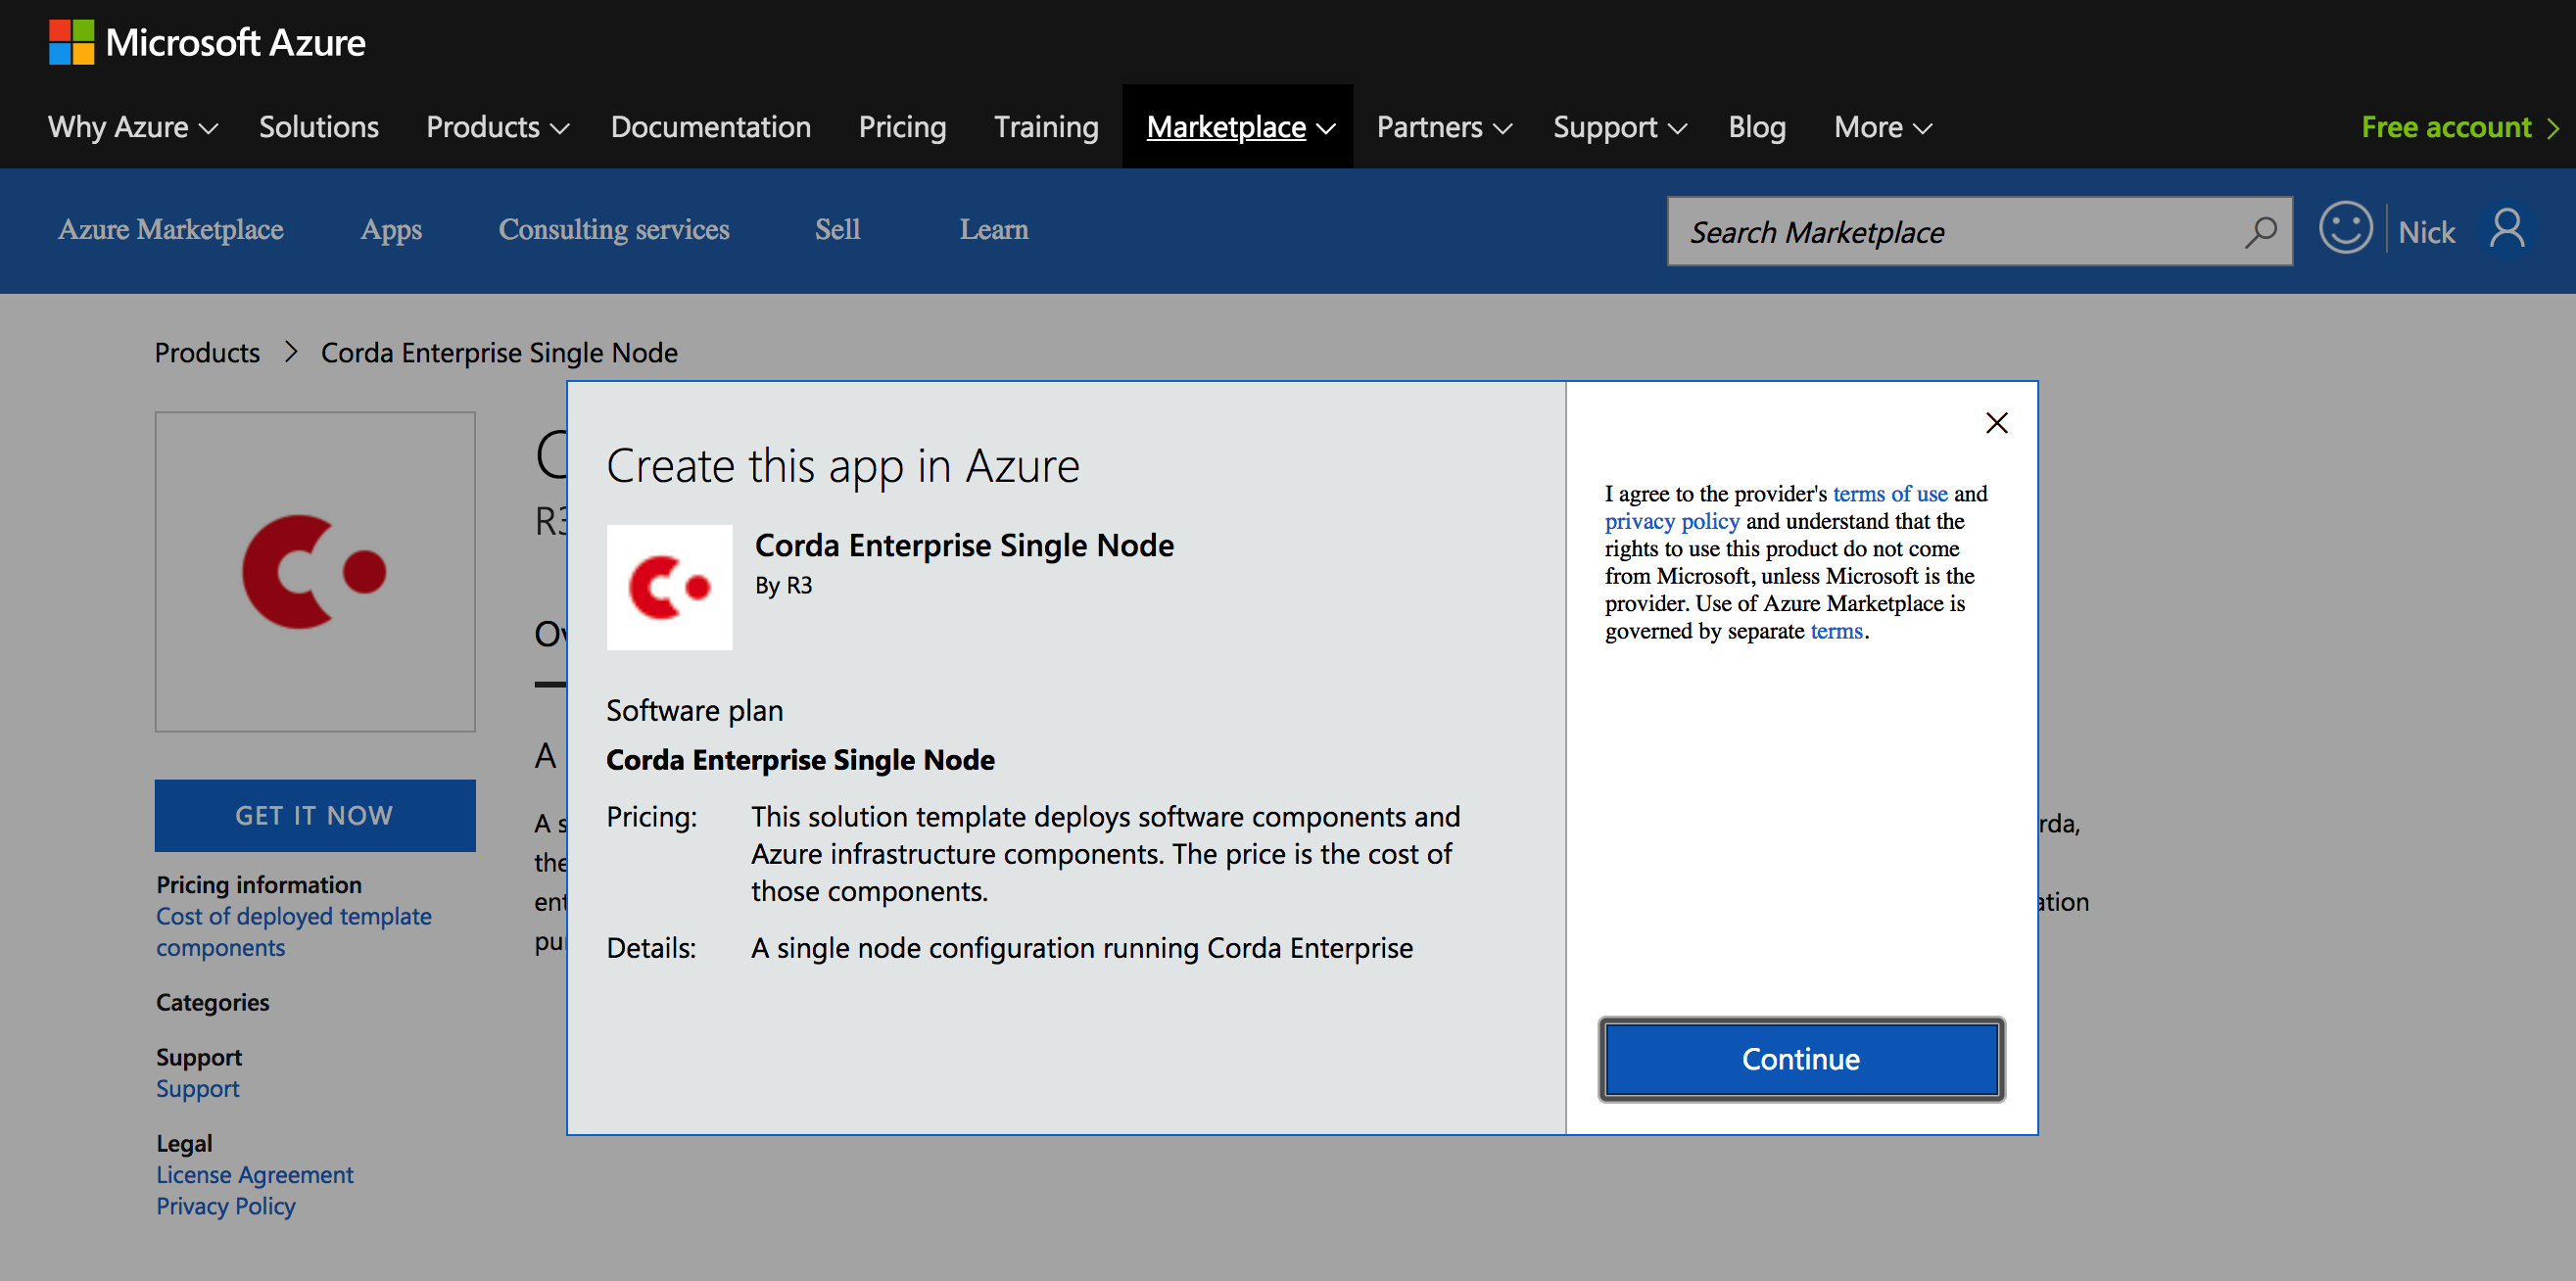 Microsoft Azure
Why Azure
Solutions
Products
Documentation
Pricing
Training
Marketplace
Partners
Support
Blog
More
Free account
Azure Marketplace
Apps
Consulting services
Sell
Learn
Search Marketplace
Nick
Products > Corda Enterprise Single Node
GET IT NOW
Pricing information
Cost of deployed template
components
Categories
Support
Support
Legal
License Agreement
Privacy Policy
Create this app in Azure
Corda Enterprise Single Node
By R3
Software plan
Corda Enterprise Single Node
Pricing: This solution template deploys software components and
Azure infrastructure components. The price is the cost of
those components.
Details: A single node configuration running Corda Enterprise
I agree to the provider's terms of use and
privacy policy and understand that the
rights to use this product do not come
from Microsoft, unless Microsoft is the
provider. Use of Azure Marketplace is
governed by separate terms.
Continue